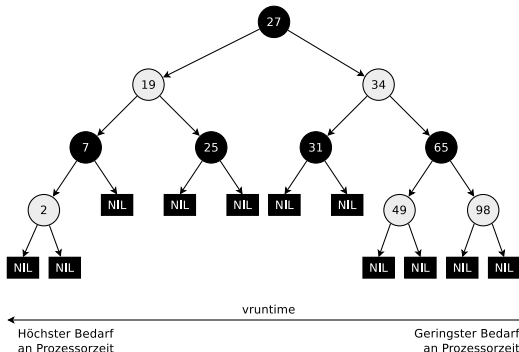 27
19
34
7
25
31
65
2
NIL
NIL
NIL
NIL
NIL
49
98
NIL
NIL
NIL
NIL
NIL
NIL
vruntime
Höchster Bedarf
an Prozessorzeit
Geringster Bedarf
an Prozessorzeit